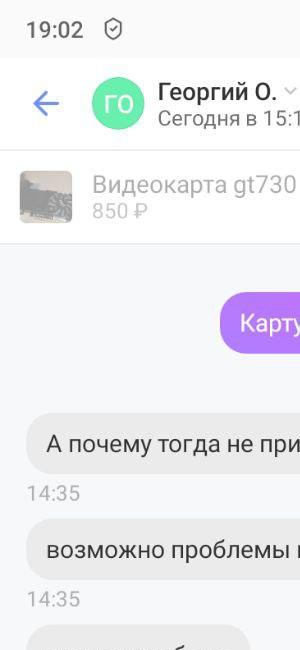 19:02
ГО
Георгий О.
Сегодня в 15:1
Видеокарта gt730
850 ₽
Карту
А почему тогда не при
14:35
возможно проблемы
14:35